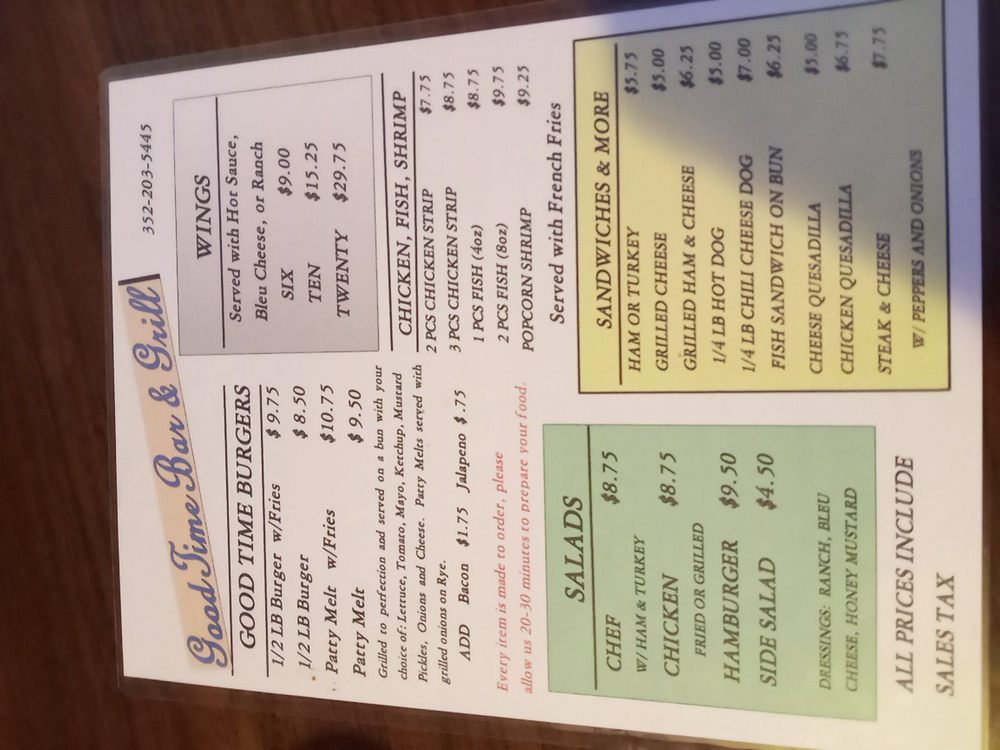 Good Time Bar & Grill
352-203-5445
GOOD TIME BURGERS
1/2 LB Burger w/Fries $ 9.75
1/2 LB Burger $ 8.50
Patty Melt w/Fries $10.75
Patty Melt $ 9.50
Grilled to perfection and served on a bun with your
choice of: Lettuce, Tomato, Mayo, Ketchup, Mustard
Pickles, Onions and Cheese. Patty Melts served with
grilled onions on Rye.
ADD Bacon $1.75 Jalapeno $ .75
Every item is made to order, please
allow us 20-30 minutes to prepare your food.
WINGS
Served with Hot Sauce,
Bleu Cheese, or Ranch
SIX $9.00
TEN $15.25
TWENTY $29.75
CHICKEN, FISH, SHRIMP
2 PCS CHICKEN STRIP $7.75
3 PCS CHICKEN STRIP $8.75
1 PCS FISH (4oz) $8.75
2 PCS FISH (8oz) $9.75
POPCORN SHRIMP $9.25
Served with French Fries
SALADS
CHEF $8.75
W/ HAM & TURKEY
CHICKEN $8.75
FRIED OR GRILLED
HAMBURGER $9.50
SIDE SALAD $4.50
DRESSINGS: RANCH, BLEU
CHEESE, HONEY MUSTARD
SANDWICHES & MORE
HAM OR TURKEY $5.75
GRILLED CHEESE $5.00
GRILLED HAM & CHEESE $6.25
1/4 LB HOT DOG $5.00
1/4 LB CHILI CHEESE DOG $7.00
FISH SANDWICH ON BUN $6.25
CHEESE QUESADILLA $5.00
CHICKEN QUESADILLA $6.75
STEAK & CHEESE $7.75
W/ PEPPERS AND ONIONS
ALL PRICES INCLUDE
SALES TAX